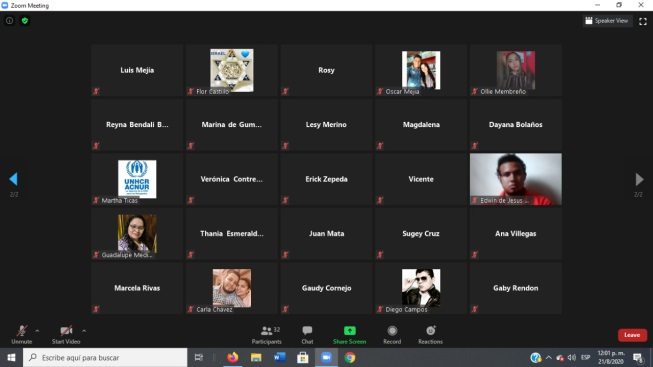 Zoom Meeting
Speaker View
Luis Mejía
ISRAEL
Flor Castillo
Rosy
Oscar Mejía
Ollie Membreño
Reyna Bendali B...
Marina de Gum...
Lesy Merino
Magdalena
Dayana Bolaños
UNHCR
ACNUR
Martha Ticas
Verónica Contre...
Erick Zepeda
Vicente
Edwin de Jesus ...
2/2
2/2
Guadalupe Medi...
Thania Esmerald...
Juan Mata
Sugey Cruz
Ana Villegas
Marcela Rivas
Carla Chavez
Gaudy Cornejo
Diego Campos
Gaby Rendon
Unmute
Start Video
32
Participants
Chat
Share Screen
Record
Reactions
Leave
Escribe aquí para buscar
ESP
12:01 p. m.
21/8/2020